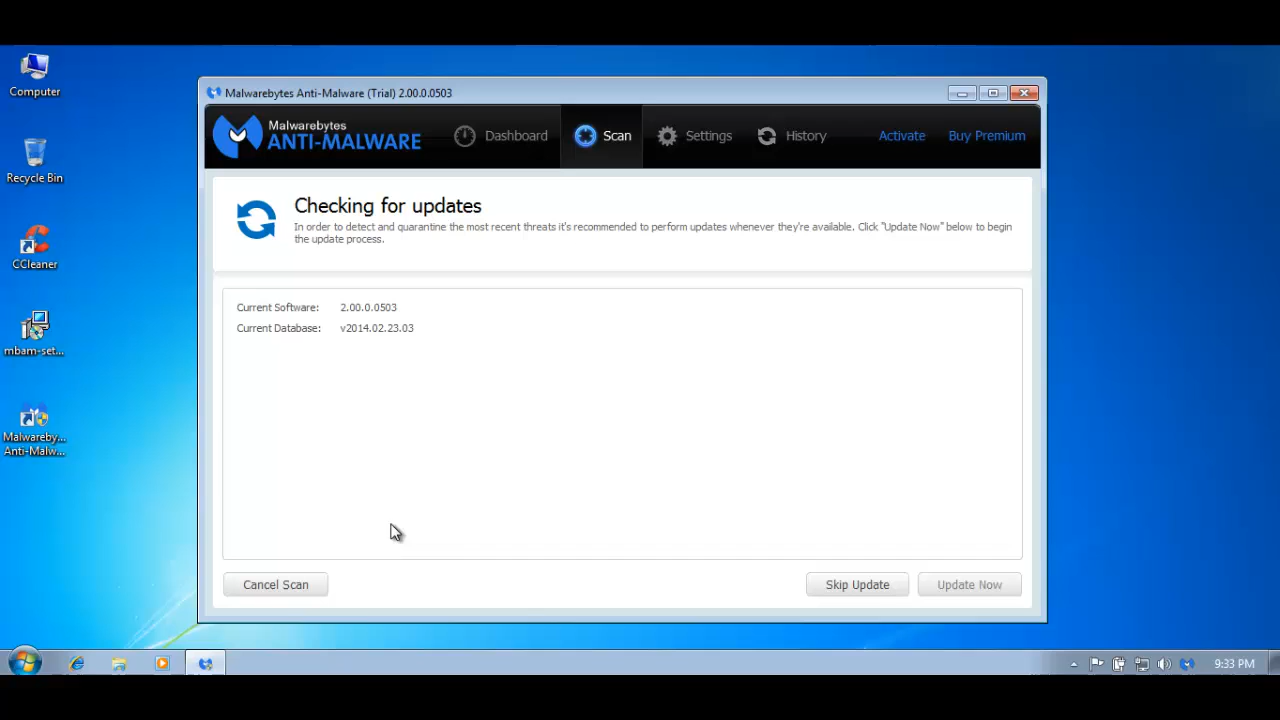 Computer
Recycle Bin
CCleaner
mbam-set...
Malwareby...
Anti-Malw...
Malwarebytes Anti-Malware (Trial) 2.00.0.0503
Malwarebytes
ANTI-MALWARE
Dashboard
Scan
Settings
History
Activate
Buy Premium
Checking for updates
In order to detect and quarantine the most recent threats it's recommended to perform updates whenever they're available. Click "Update Now" below to begin
the update process.
Current Software: 2.00.0.0503
Current Database: v2014.02.23.03
Cancel Scan
Skip Update
Update Now
9:33 PM